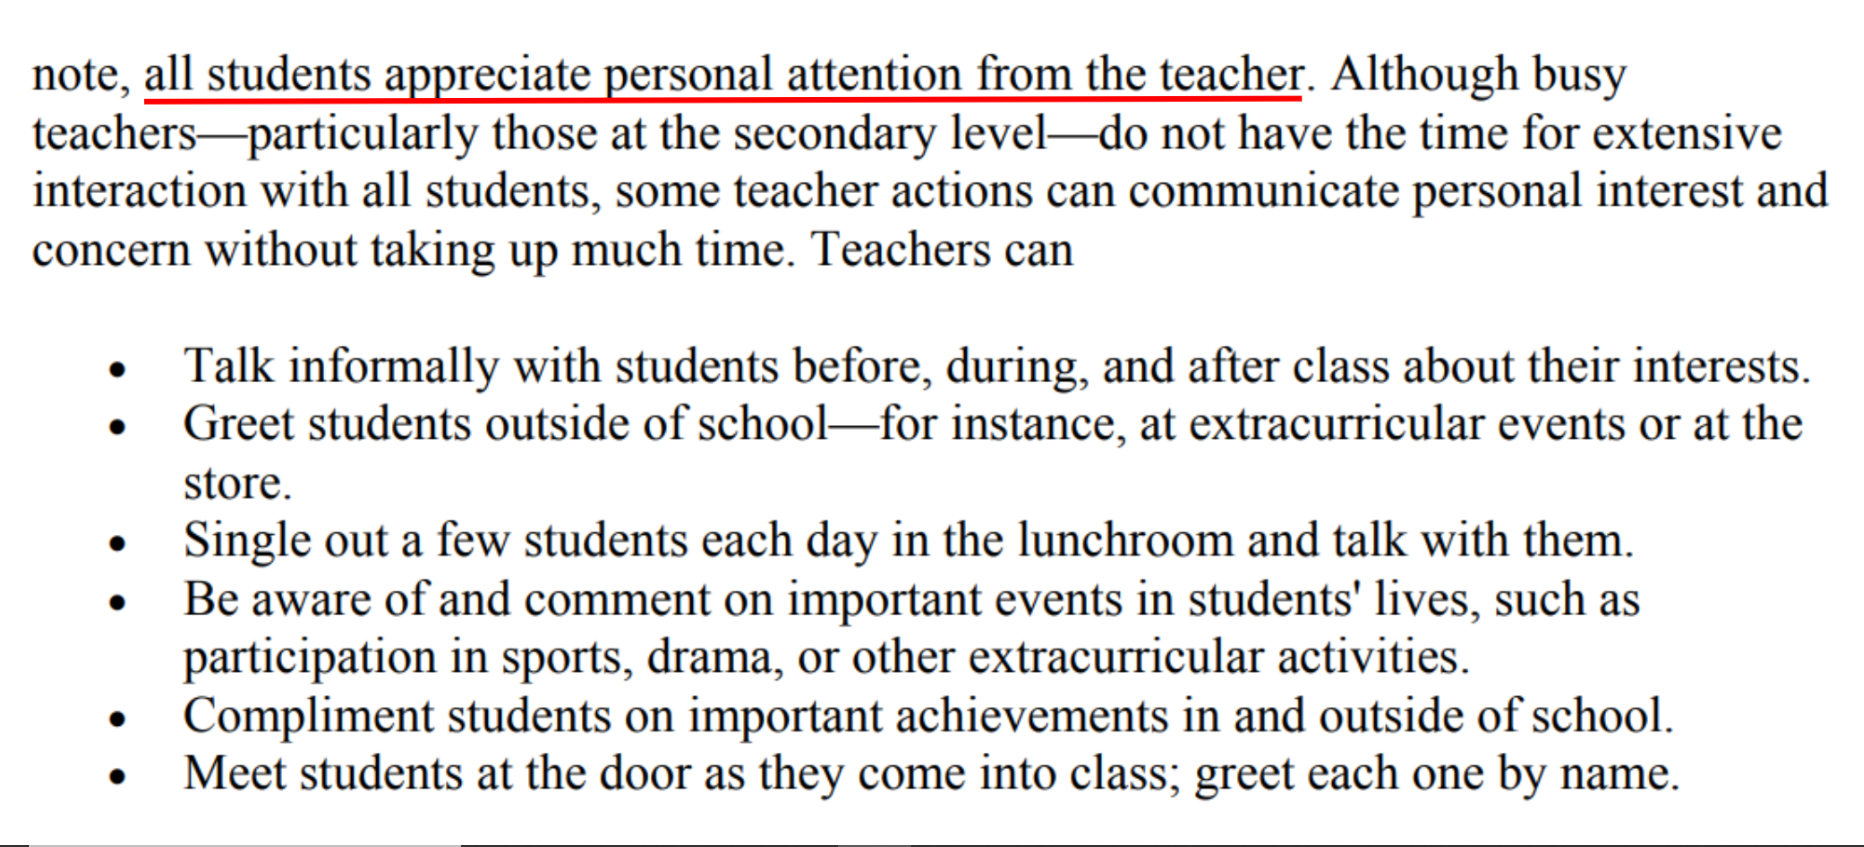 note, all students appreciate personal attention from the teacher. Although busy
teachers—particularly those at the secondary level—do not have the time for extensive
interaction with all students, some teacher actions can communicate personal interest and
concern without taking up much time. Teachers can
• Talk informally with students before, during, and after class about their interests.
• Greet students outside of school—for instance, at extracurricular events or at the
store.
• Single out a few students each day in the lunchroom and talk with them.
• Be aware of and comment on important events in students' lives, such as
participation in sports, drama, or other extracurricular activities.
• Compliment students on important achievements in and outside of school.
• Meet students at the door as they come into class; greet each one by name.